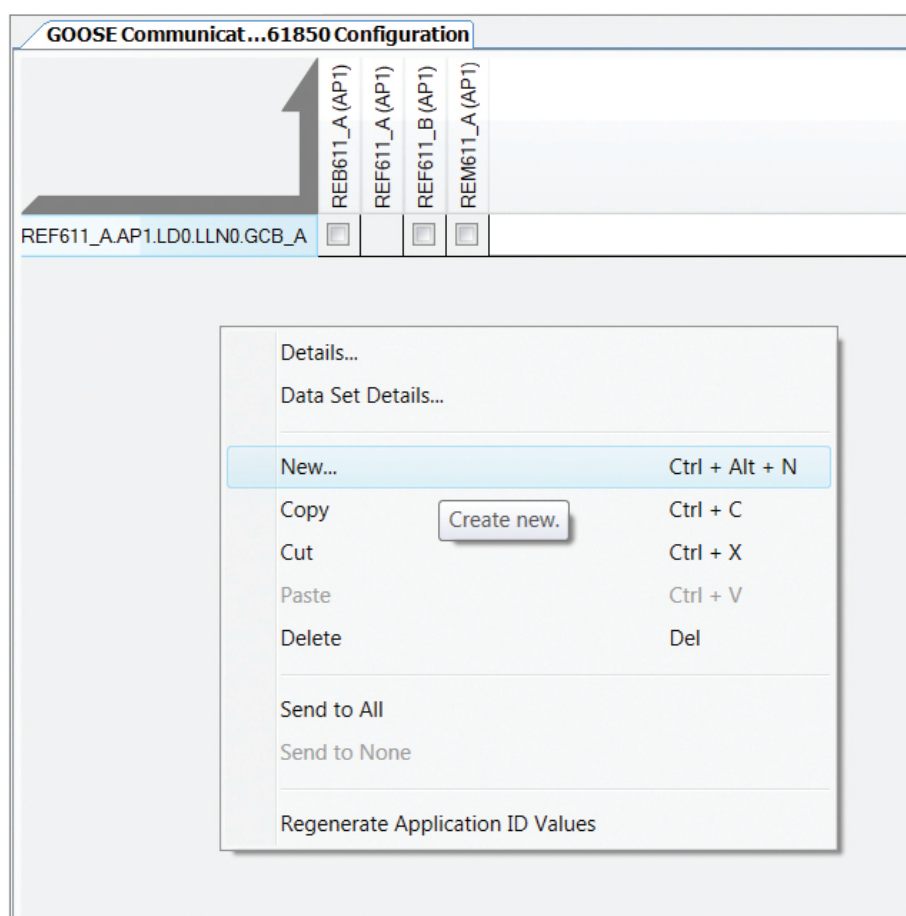 GOOSE Communicat...61850 Configuration
REB611_A (AP1)
REF611_A (AP1)
REF611_B (AP1)
REM611_A (AP1)
REF611_A.AP1.LD0.LLN0.GCB_A
Details...
Data Set Details...
New... Ctrl + Alt + N
Copy Ctrl + C
Create new.
Cut Ctrl + X
Paste Ctrl + V
Delete Del
Send to All
Send to None
Regenerate Application ID Values